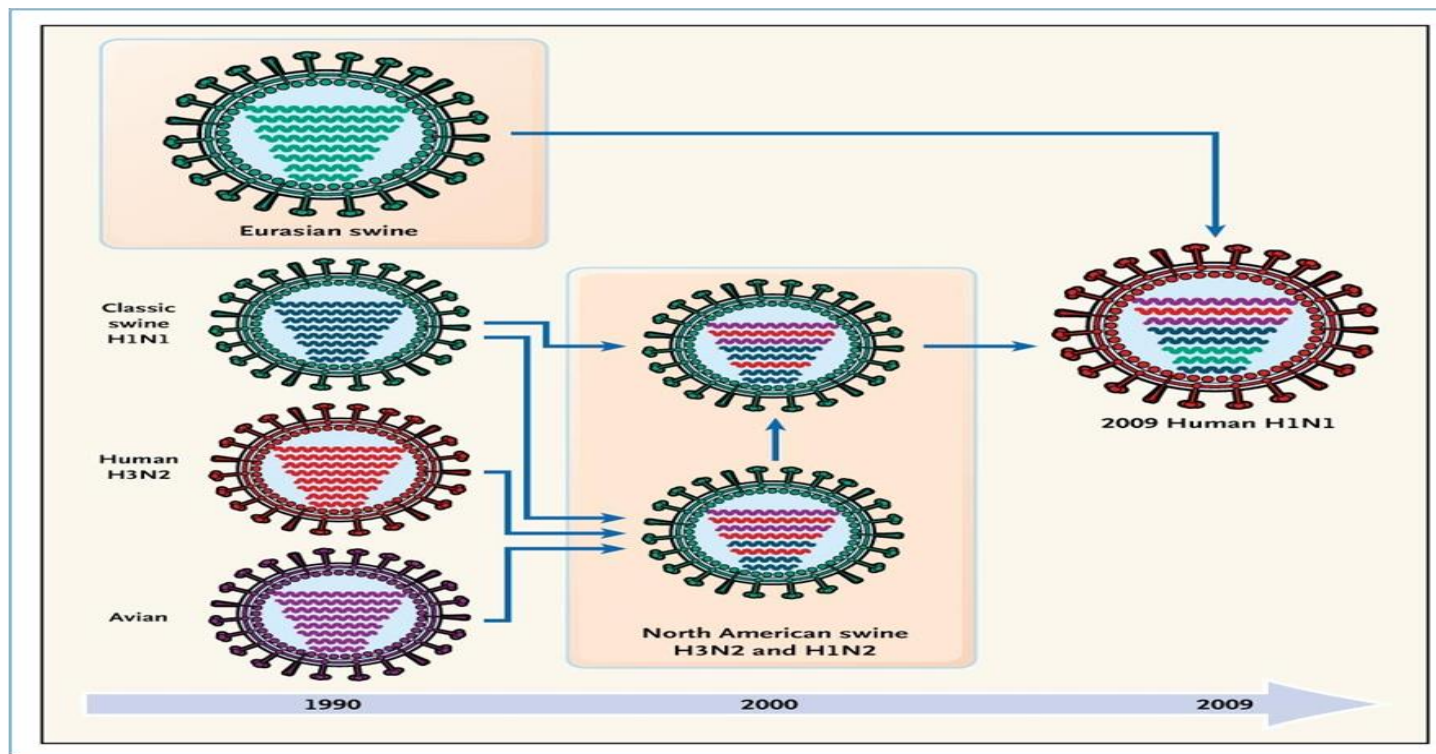 Eurasian swine
Classic
swine
H1N1
Human
H3N2
Avian
North American swine
H3N2 and H1N2
2009 Human H1N1
1990
2000
2009